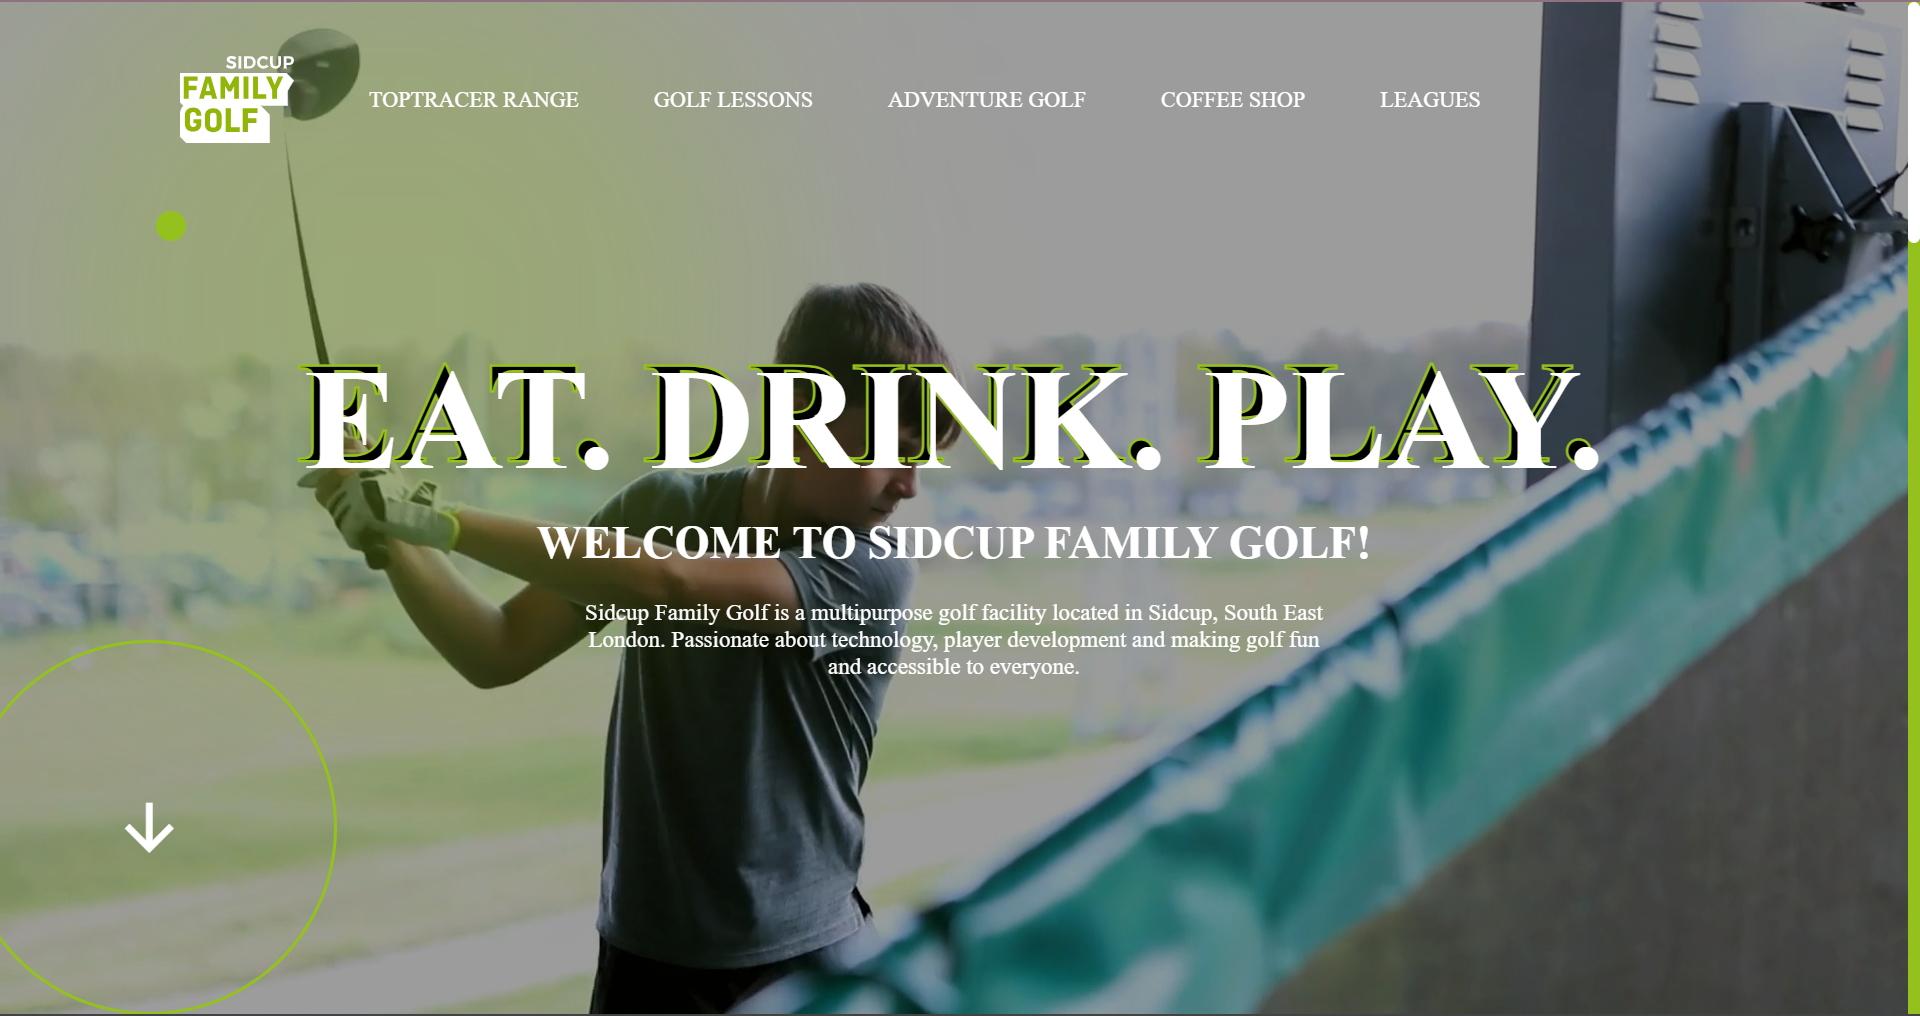 SIDCUP
FAMILY
GOLF
TOPTRACER RANGE
GOLF LESSONS
ADVENTURE GOLF
COFFEE SHOP
LEAGUES
EAT. DRINK. PLAY.
WELCOME TO SIDCUP FAMILY GOLF!
Sidcup Family Golf is a multipurpose golf facility located in Sidcup, South East
London. Passionate about technology, player development and making golf fun
and accessible to everyone.